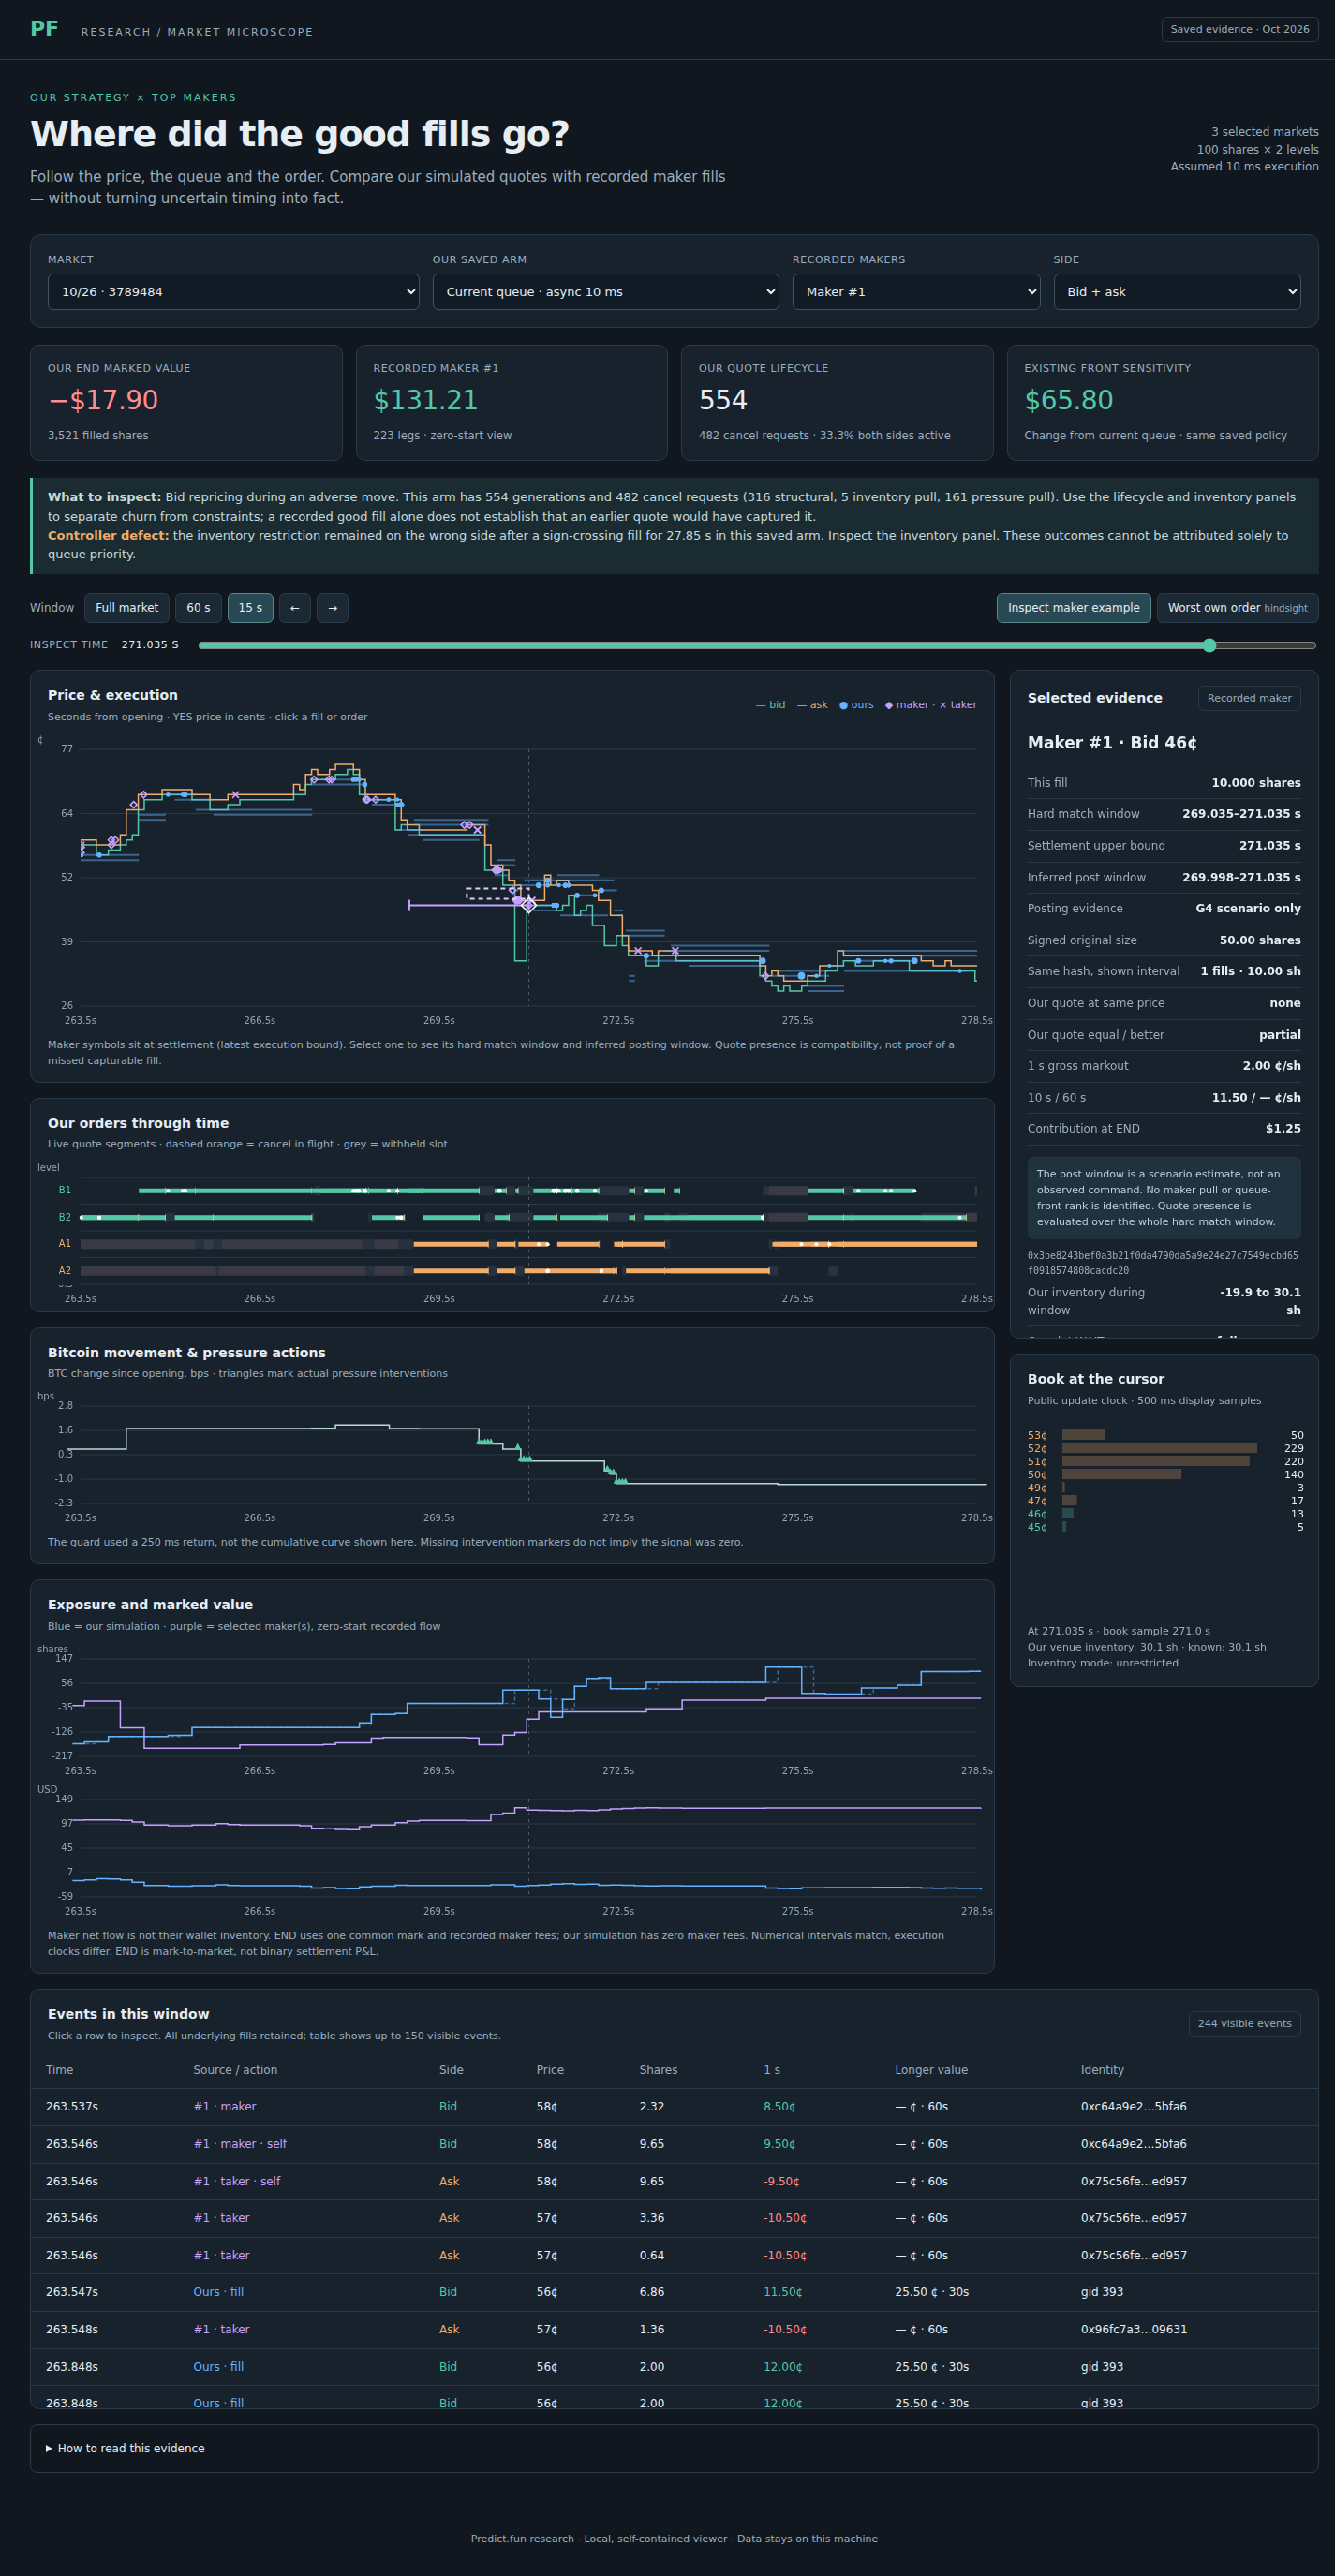 PF RESEARCH / MARKET MICROSCOPE
Saved evidence · Oct 2026
OUR STRATEGY × TOP MAKERS
Where did the good fills go?
Follow the price, the queue and the order. Compare our simulated quotes with recorded maker fills
— without turning uncertain timing into fact.
3 selected markets
100 shares × 2 levels
Assumed 10 ms execution
MARKET
10/26 · 3789484
OUR SAVED ARM
Current queue · async 10 ms
RECORDED MAKERS
Maker #1
SIDE
Bid + ask
OUR END MARKED VALUE
−$17.90
3,521 filled shares
RECORDED MAKER #1
$131.21
223 legs · zero-start view
OUR QUOTE LIFECYCLE
554
482 cancel requests · 33.3% both sides active
EXISTING FRONT SENSITIVITY
$65.80
Change from current queue · same saved policy
What to inspect: Bid repricing during an adverse move. This arm has 554 generations and 482 cancel requests (316 structural, 5 inventory pull, 161 pressure pull). Use the lifecycle and inventory panels
to separate churn from constraints; a recorded good fill alone does not establish that an earlier quote would have captured it.
Controller defect: the inventory restriction remained on the wrong side after a sign-crossing fill for 27.85 s in this saved arm. Inspect the inventory panel. These outcomes cannot be attributed solely to
queue priority.
Window Full market 60 s 15 s ← →
Inspect maker example Worst own order hindsight
INSPECT TIME 271.035 S
Price & execution
Seconds from opening · YES price in cents · click a fill or order
— bid — ask ● ours ◆ maker · × taker
¢
77
64
52
39
26
263.5s 266.5s 269.5s 272.5s 275.5s 278.5s
Maker symbols sit at settlement (latest execution bound). Select one to see its hard match window and inferred posting window. Quote presence is compatibility, not proof of a
missed capturable fill.
Our orders through time
Live quote segments · dashed orange = cancel in flight · grey = withheld slot
level
B1
B2
A1
A2
263.5s 266.5s 269.5s 272.5s 275.5s 278.5s
Bitcoin movement & pressure actions
BTC change since opening, bps · triangles mark actual pressure interventions
bps
2.8
1.6
0.3
-1.0
-2.3
263.5s 266.5s 269.5s 272.5s 275.5s 278.5s
The guard used a 250 ms return, not the cumulative curve shown here. Missing intervention markers do not imply the signal was zero.
Exposure and marked value
Blue = our simulation · purple = selected maker(s), zero-start recorded flow
shares
147
56
-35
-126
-217
263.5s 266.5s 269.5s 272.5s 275.5s 278.5s
USD
149
97
45
-7
-59
263.5s 266.5s 269.5s 272.5s 275.5s 278.5s
Maker net flow is not their wallet inventory. END uses one common mark and recorded maker fees; our simulation has zero maker fees. Numerical intervals match, execution
clocks differ. END is mark-to-market, not binary settlement P&L.
Selected evidence
Recorded maker
Maker #1 · Bid 46¢
This fill 10.000 shares
Hard match window 269.035–271.035 s
Settlement upper bound 271.035 s
Inferred post window 269.998–271.035 s
Posting evidence G4 scenario only
Signed original size 50.00 shares
Same hash, shown interval 1 fills · 10.00 sh
Our quote at same price none
Our quote equal / better partial
1 s gross markout 2.00 ¢/sh
10 s / 60 s 11.50 / — ¢/sh
Contribution at END $1.25
The post window is a scenario estimate, not an
observed command. No maker pull or queue-
front rank is identified. Quote presence is
evaluated over the whole hard match window.
0x3be8243bef0a3b21f0da4790da5a9e24e27c7549ecbd65
f0918574808cacdc20
Our inventory during -19.9 to 30.1
window sh
Book at the cursor
Public update clock · 500 ms display samples
53¢ 50
52¢ 229
51¢ 220
50¢ 140
49¢ 3
47¢ 17
46¢ 13
45¢ 5
At 271.035 s · book sample 271.0 s
Our venue inventory: 30.1 sh · known: 30.1 sh
Inventory mode: unrestricted
Events in this window
Click a row to inspect. All underlying fills retained; table shows up to 150 visible events.
244 visible events
Time Source / action Side Price Shares 1 s Longer value Identity
263.537s #1 · maker Bid 58¢ 2.32 8.50¢ — ¢ · 60s 0xc64a9e2…5bfa6
263.546s #1 · maker · self Bid 58¢ 9.65 9.50¢ — ¢ · 60s 0xc64a9e2…5bfa6
263.546s #1 · taker · self Ask 58¢ 9.65 -9.50¢ — ¢ · 60s 0x75c56fe…ed957
263.546s #1 · taker Ask 57¢ 3.36 -10.50¢ — ¢ · 60s 0x75c56fe…ed957
263.546s #1 · taker Ask 57¢ 0.64 -10.50¢ — ¢ · 60s 0x75c56fe…ed957
263.547s Ours · fill Bid 56¢ 6.86 11.50¢ 25.50 ¢ · 30s gid 393
263.548s #1 · taker Ask 57¢ 1.36 -10.50¢ — ¢ · 60s 0x96fc7a3…09631
263.848s Ours · fill Bid 56¢ 2.00 12.00¢ 25.50 ¢ · 30s gid 393
263.848s Ours · fill Bid 56¢ 2.00 12.00¢ 25.50 ¢ · 30s gid 393
▶ How to read this evidence
Predict.fun research · Local, self-contained viewer · Data stays on this machine